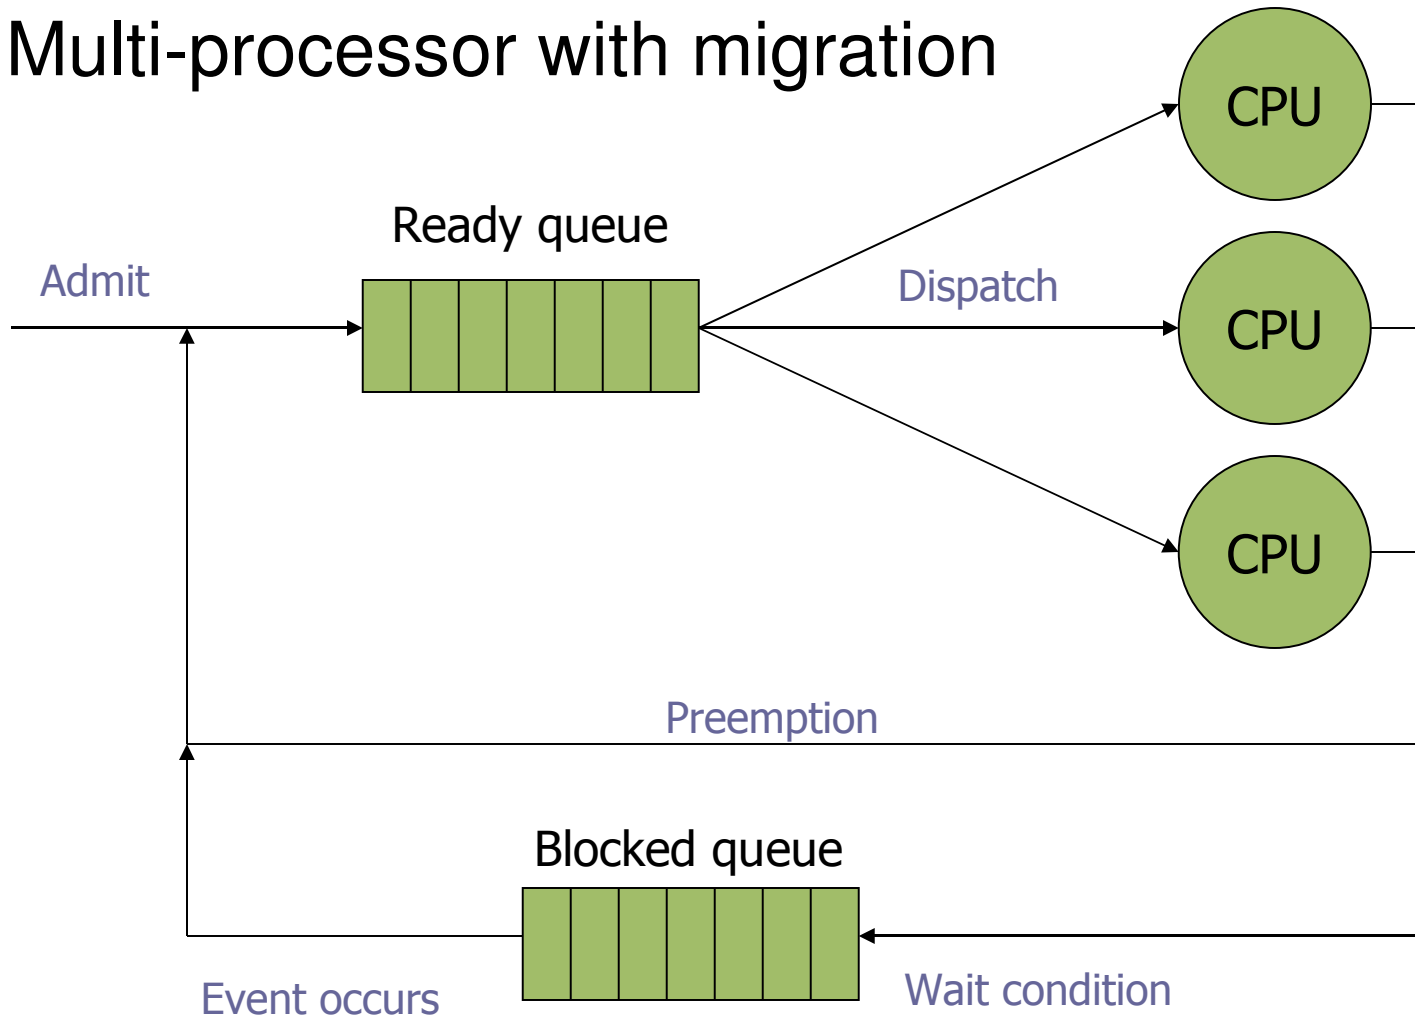 Multi-processor with migration
CPU
Ready queue
Admit
Dispatch
CPU
CPU
Preemption
Blocked queue
Wait condition
Event occurs